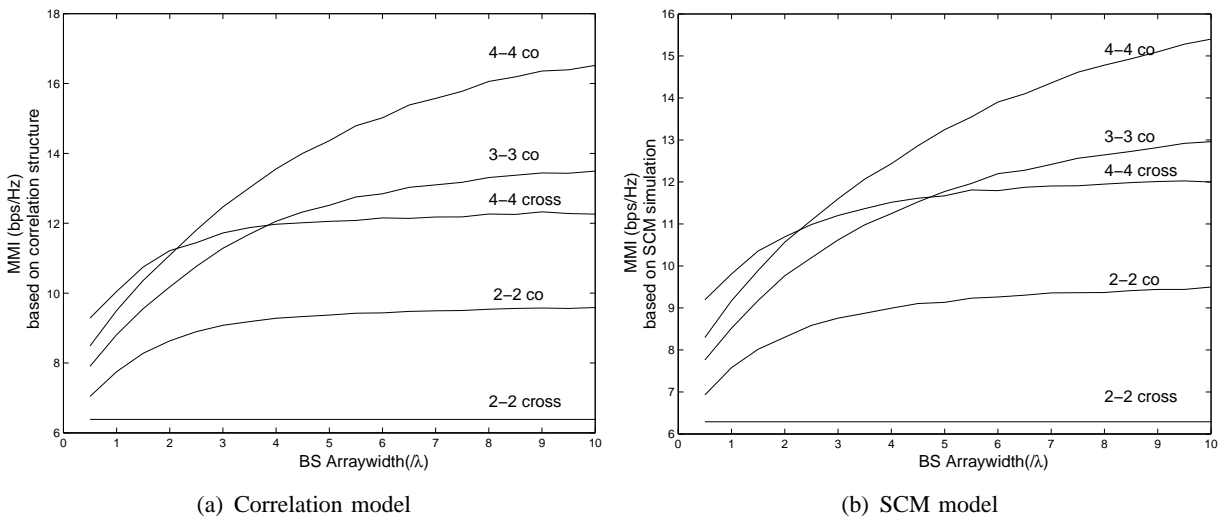 18
16
14
12
10
8
6
MMI (bps/Hz)
based on correlation structure
4−4 co
3−3 co
4−4 cross
2−2 co
2−2 cross
0 1 2 3 4 5 6 7 8 9 10
BS Arraywidth(/λ)
(a) Correlation model
16
15
14
13
12
11
10
9
8
7
6
MMI (bps/Hz)
based on SCM simulation
4−4 co
3−3 co
4−4 cross
2−2 co
2−2 cross
0 1 2 3 4 5 6 7 8 9 10
BS Arraywidth(/λ)
(b) SCM model